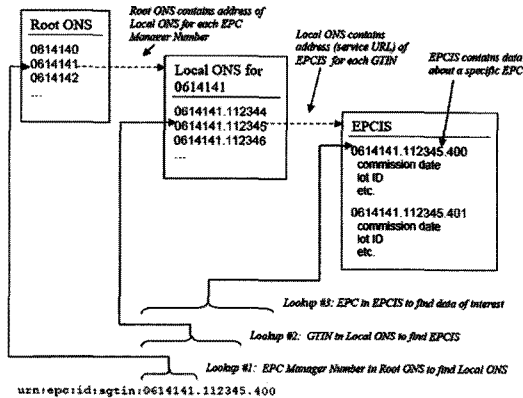 Root ONS
0614140
0614141
0614142
...
Root ONS contains address of
Local ONS for each EPC
Manager Number
Local ONS for
0614141
0614141.112344
0614141.112345
0614141.112346
...
Local ONS contains
address (service URL) of
EPCIS for each GTIN
EPCIS contains data
about a specific EPC
EPCIS
0614141.112345.400
commission date
lot ID
etc.
0614141.112345.401
commission date
lot ID
etc.
Lookup #3: EPC in EPCIS to find data of interest
Lookup #2: GTIN in Local ONS to find EPCIS
Lookup #1: EPC Manager Number in Root ONS to find Local ONS
urn:epc:id:sgtin:0614141.112345.400